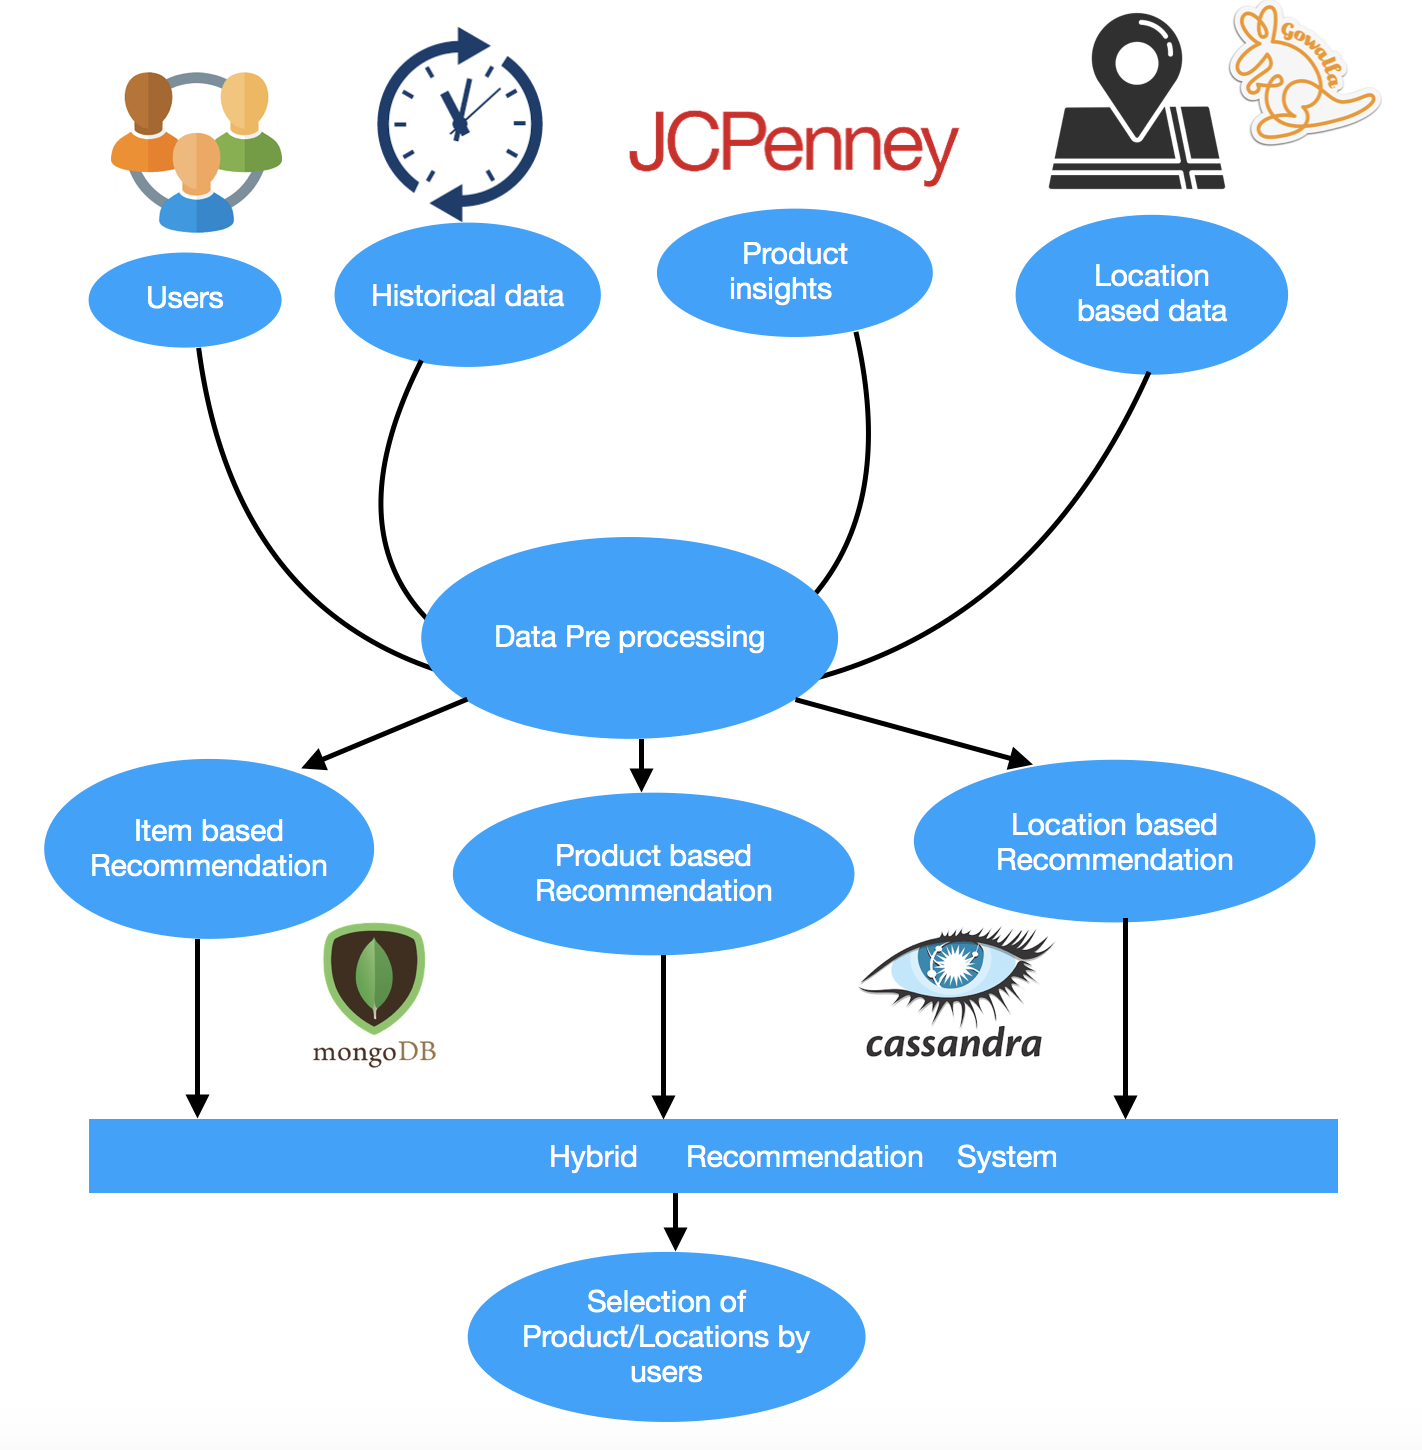 Gowalla
JCPenney
Users
Historical data
Product
insights
Location
based data
Data Pre processing
Item based
Recommendation
Product based
Recommendation
Location based
Recommendation
mongoDB
cassandra
Hybrid Recommendation System
Selection of
Product/Locations by
users